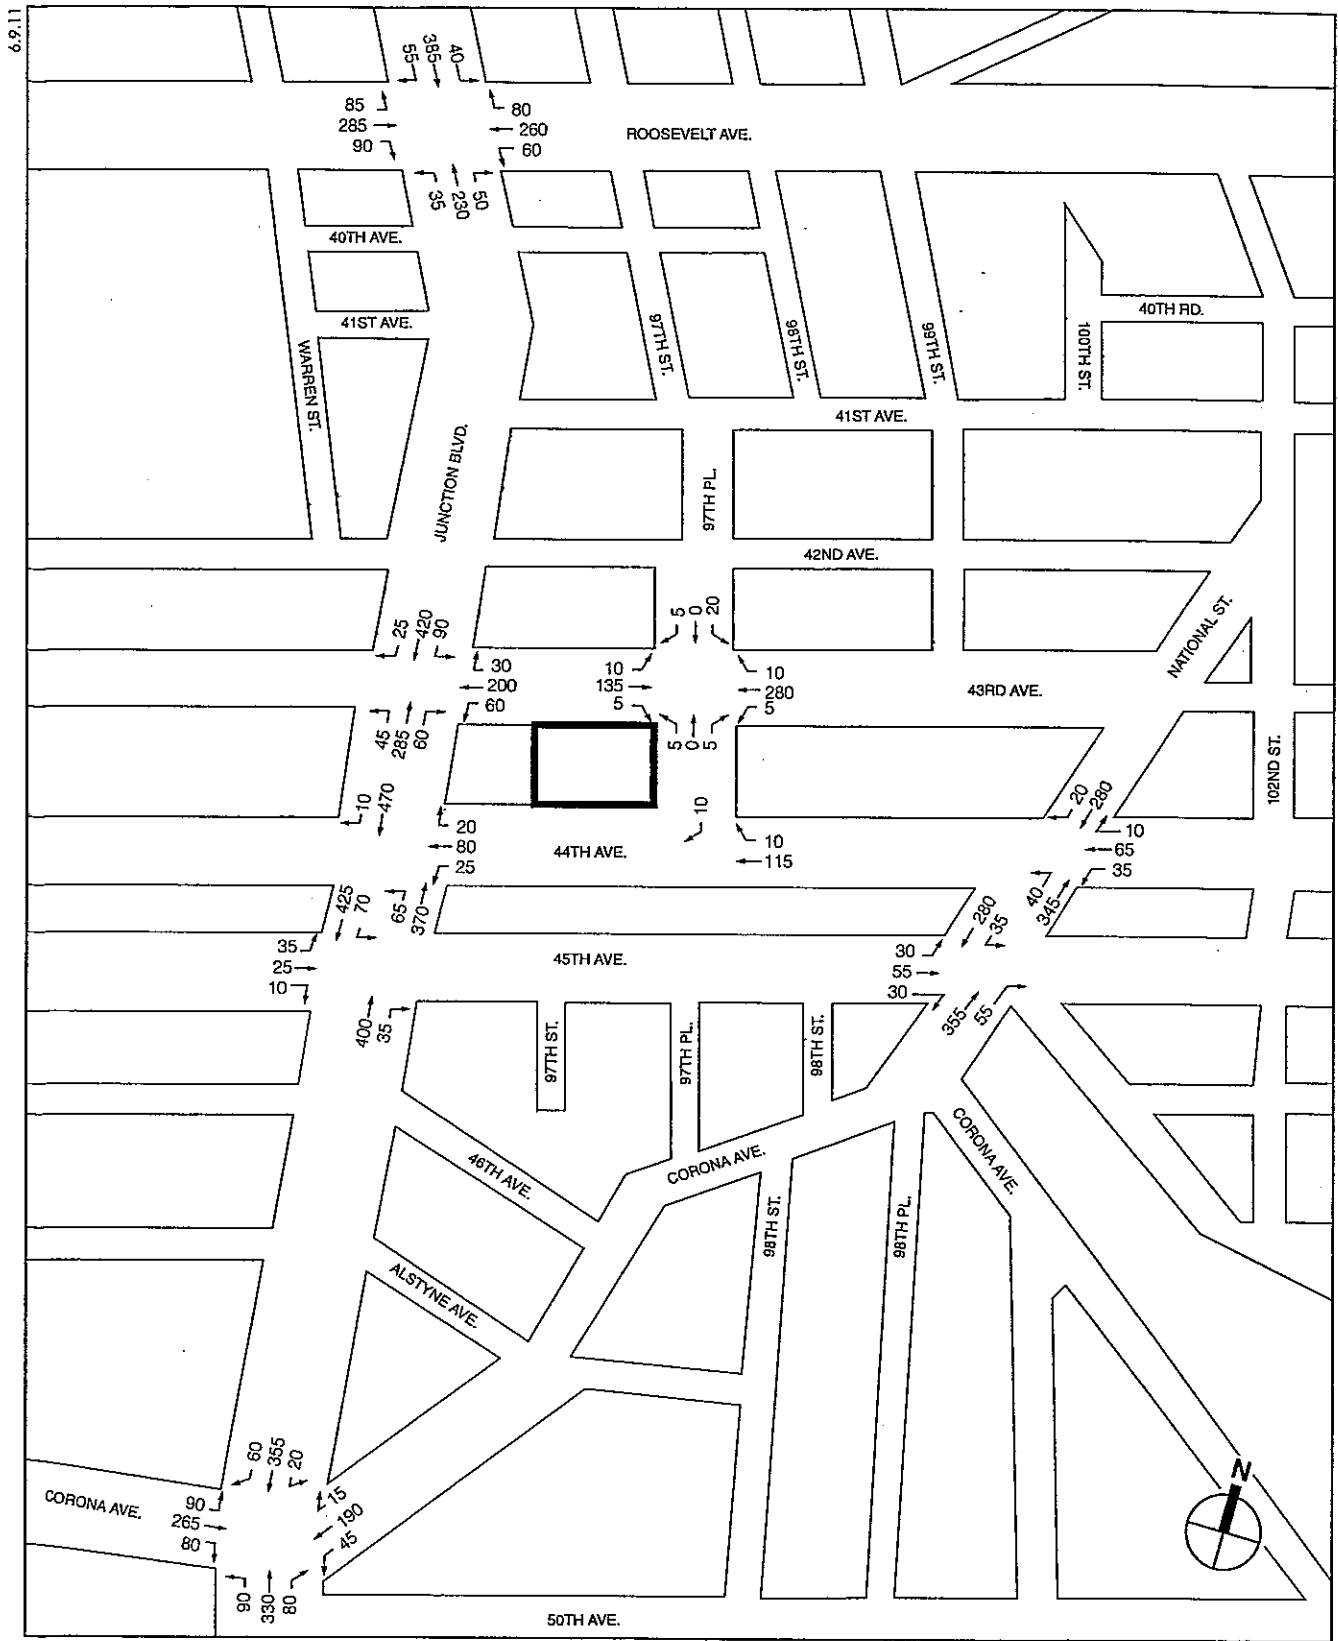 6.9.11
55
385
40
85
285
90
80
260
60
35
230
50
ROOSEVELT AVE.
40TH AVE.
41ST AVE.
WARREN ST.
JUNCTION BLVD.
97TH ST.
98TH ST.
99TH ST.
100TH ST.
40TH RD.
41ST AVE.
97TH PL.
42ND AVE.
NATIONAL ST.
25
420
90
30
200
60
45
285
60
5
0
20
10
135
5
10
280
5
5
0
5
43RD AVE.
102ND ST.
10
470
20
80
25
65
370
44TH AVE.
10
10
115
20
280
10
65
35
40
345
425
70
35
25
10
400
35
45TH AVE.
280
35
30
55
30
355
55
97TH ST.
97TH PL.
98TH ST.
46TH AVE.
CORONA AVE.
CORONA AVE.
98TH ST.
98TH PL.
ALSTYNE AVE.
60
355
20
CORONA AVE.
90
265
80
15
190
45
90
330
80
50TH AVE.
N